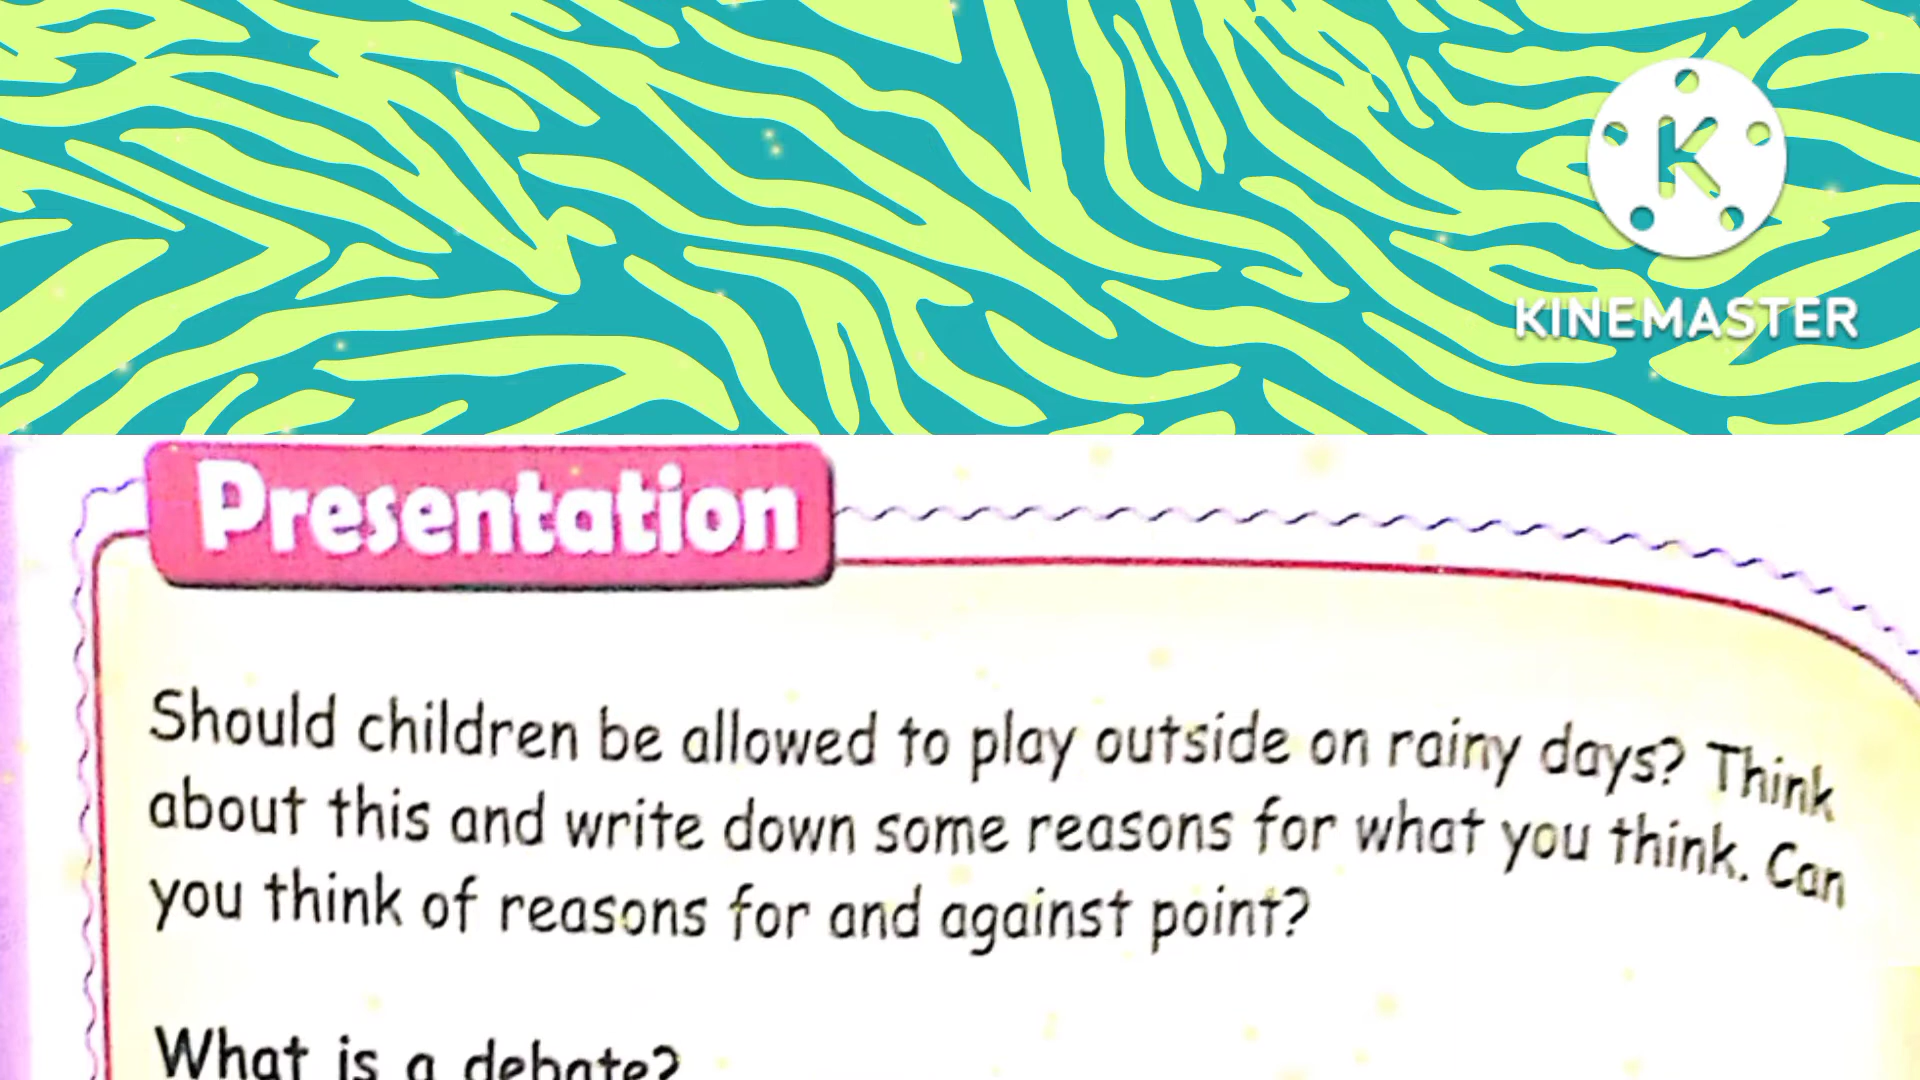 KINEMASTER
Presentation
Should children be allowed to play outside on rainy days? Think
about this and write down some reasons for what you think. Can
you think of reasons for and against point?
What is a debate?